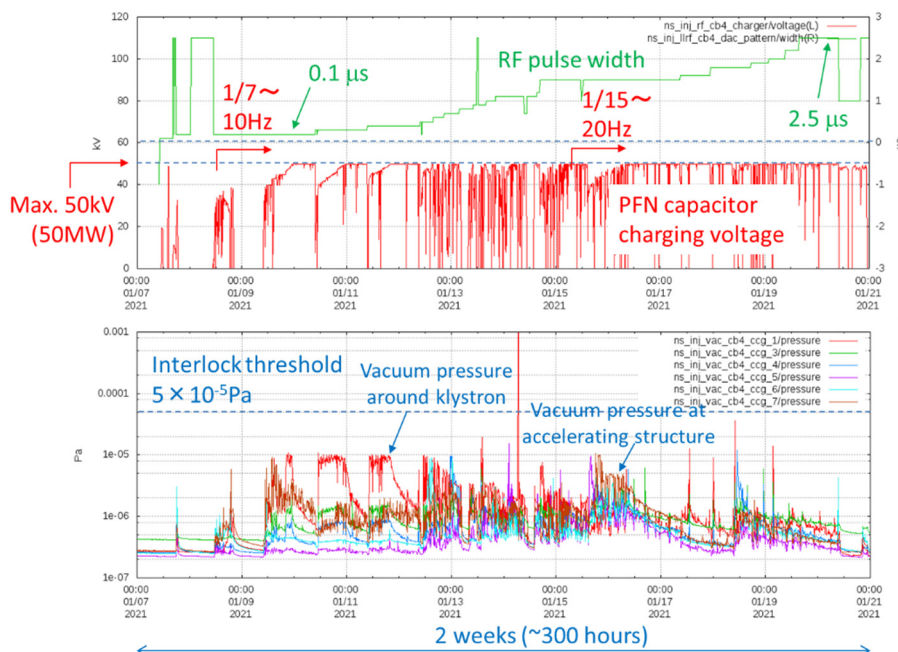 ns_inj_rf_cb4_charger/voltage(L)
ns_inj_llrf_cb4_dac_pattern/width(R)
120
100
80
60
40
20
0
kV
3
2
1
0
-1
-2
-3
0.1 μs
RF pulse width
1/7～
10Hz
1/15～
20Hz
2.5 μs
Max. 50kV
(50MW)
PFN capacitor
charging voltage
00:00 00:00 00:00 00:00 00:00 00:00 00:00 00:00
01/07 01/09 01/11 01/13 01/15 01/17 01/19 01/21
2021 2021 2021 2021 2021 2021 2021 2021
0.001
0.0001
1e-05
1e-06
1e-07
Pa
ns_inj_vac_cb4_ccg_1/pressure
ns_inj_vac_cb4_ccg_3/pressure
ns_inj_vac_cb4_ccg_4/pressure
ns_inj_vac_cb4_ccg_5/pressure
ns_inj_vac_cb4_ccg_6/pressure
ns_inj_vac_cb4_ccg_7/pressure
Interlock threshold
5 × 10⁻⁵Pa
Vacuum pressure
around klystron
Vacuum pressure at
accelerating structure
00:00 00:00 00:00 00:00 00:00 00:00 00:00 00:00
01/07 01/09 01/11 01/13 01/15 01/17 01/19 01/21
2021 2021 2021 2021 2021 2021 2021 2021
2 weeks (~300 hours)